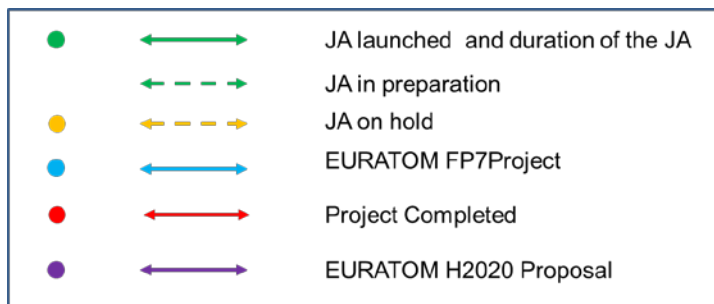 JA launched and duration of the JA
JA in preparation
JA on hold
EURATOM FP7Project
Project Completed
EURATOM H2020 Proposal